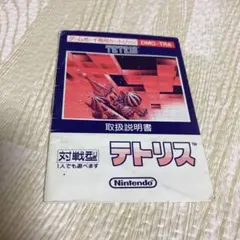 ゲームボーイ専用カートリッジ DMG-TRA
TETRIS
取扱説明書
対戦型
1人でも遊べます
テトリス
Nintendo